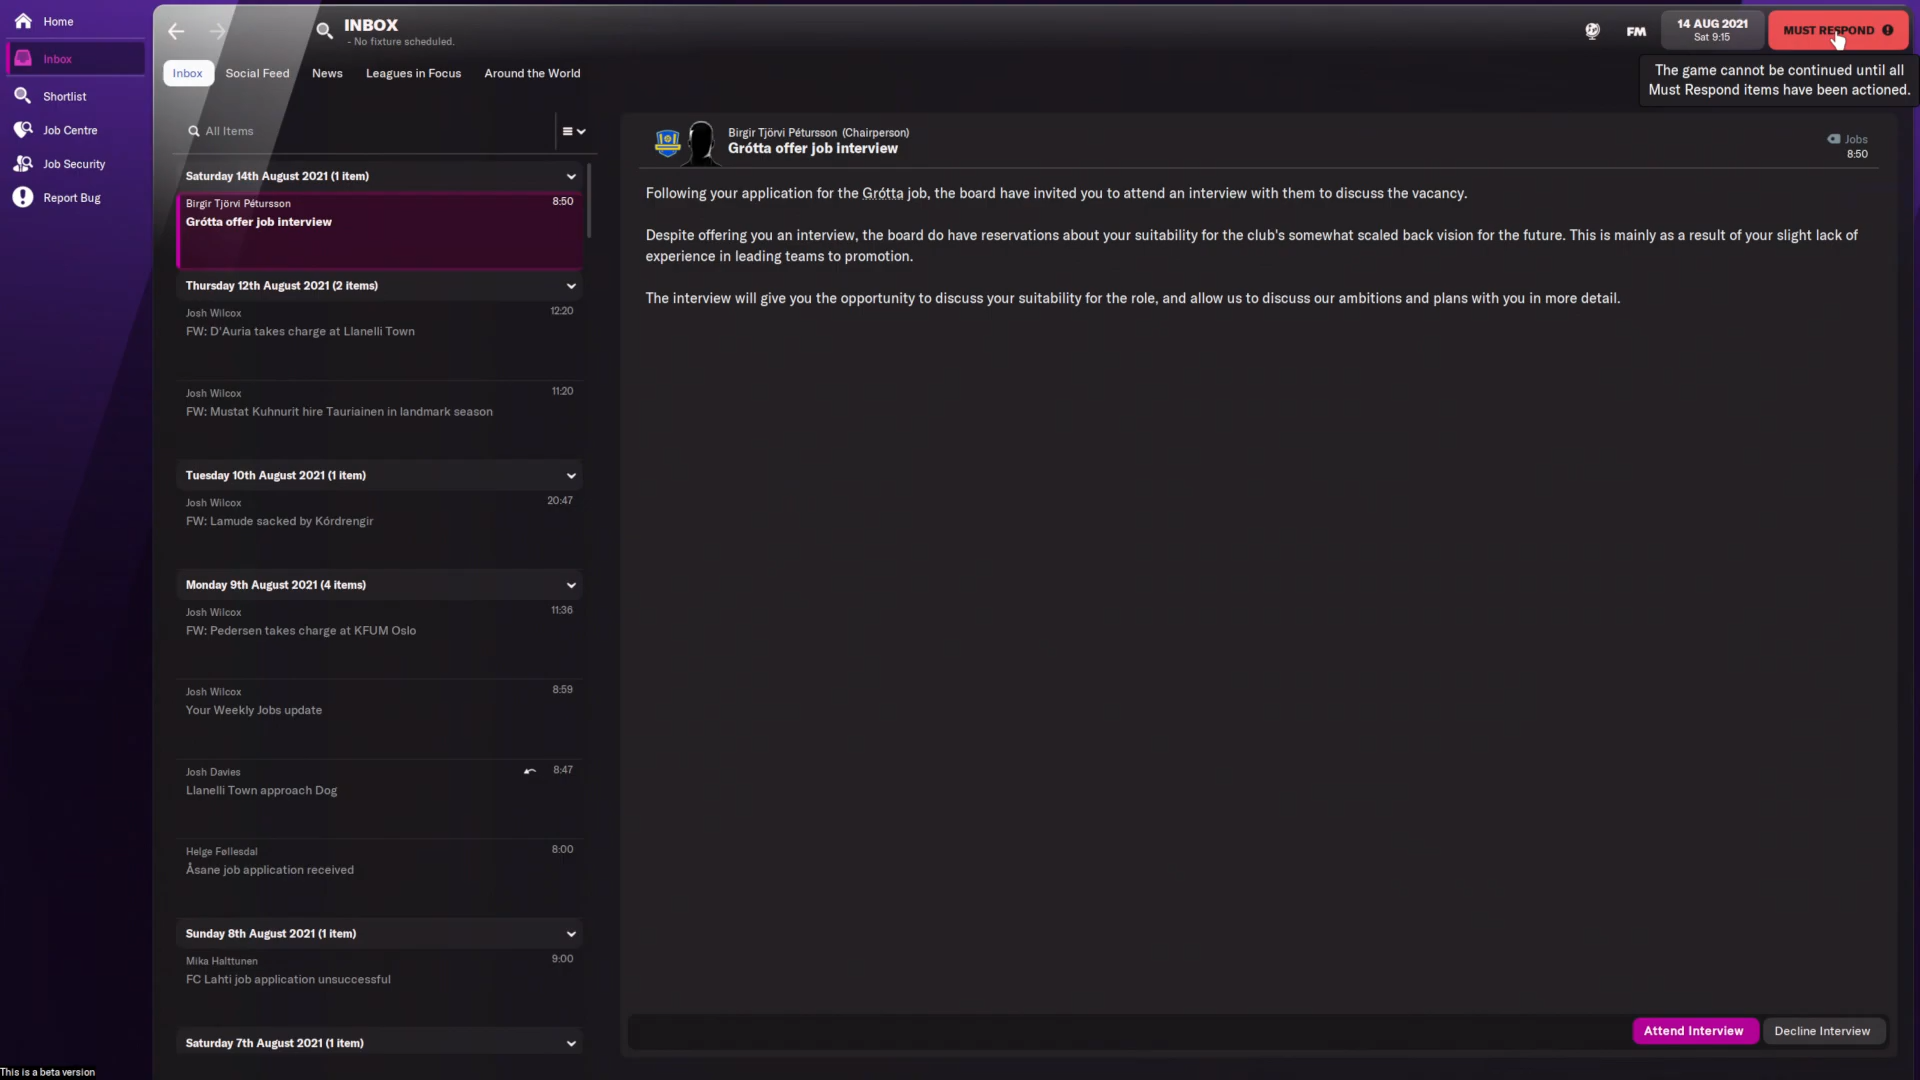 Home
Inbox
Shortlist
Job Centre
Job Security
Report Bug
INBOX
- No fixture scheduled.
FM
14 AUG 2021
Sat 9:15
MUST RESPOND
The game cannot be continued until all
Must Respond items have been actioned.
Inbox
Social Feed
News
Leagues in Focus
Around the World
All Items
Saturday 14th August 2021 (1 item)
Birgir Tjörvi Pétursson
8:50
Grótta offer job interview
Thursday 12th August 2021 (2 items)
Josh Wilcox
12:20
FW: D'Auria takes charge at Llanelli Town
Josh Wilcox
11:20
FW: Mustat Kuhnurit hire Tauriainen in landmark season
Tuesday 10th August 2021 (1 item)
Josh Wilcox
20:47
FW: Lamude sacked by Kórdrengir
Monday 9th August 2021 (4 items)
Josh Wilcox
11:36
FW: Pedersen takes charge at KFUM Oslo
Josh Wilcox
8:59
Your Weekly Jobs update
Josh Davies
8:47
Llanelli Town approach Dog
Helge Føllesdal
8:00
Åsane job application received
Sunday 8th August 2021 (1 item)
Mika Halttunen
9:00
FC Lahti job application unsuccessful
Saturday 7th August 2021 (1 item)
Birgir Tjörvi Pétursson (Chairperson)
Grótta offer job interview
Jobs
8:50
Following your application for the Grótta job, the board have invited you to attend an interview with them to discuss the vacancy.
Despite offering you an interview, the board do have reservations about your suitability for the club's somewhat scaled back vision for the future. This is mainly as a result of your slight lack of
experience in leading teams to promotion.
The interview will give you the opportunity to discuss your suitability for the role, and allow us to discuss our ambitions and plans with you in more detail.
Attend Interview
Decline Interview
This is a beta version